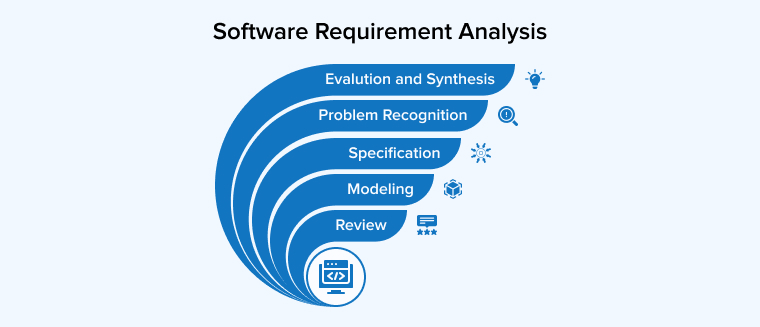 Software Requirement Analysis
Evalution and Synthesis
Problem Recognition
Specification
Modeling
Review